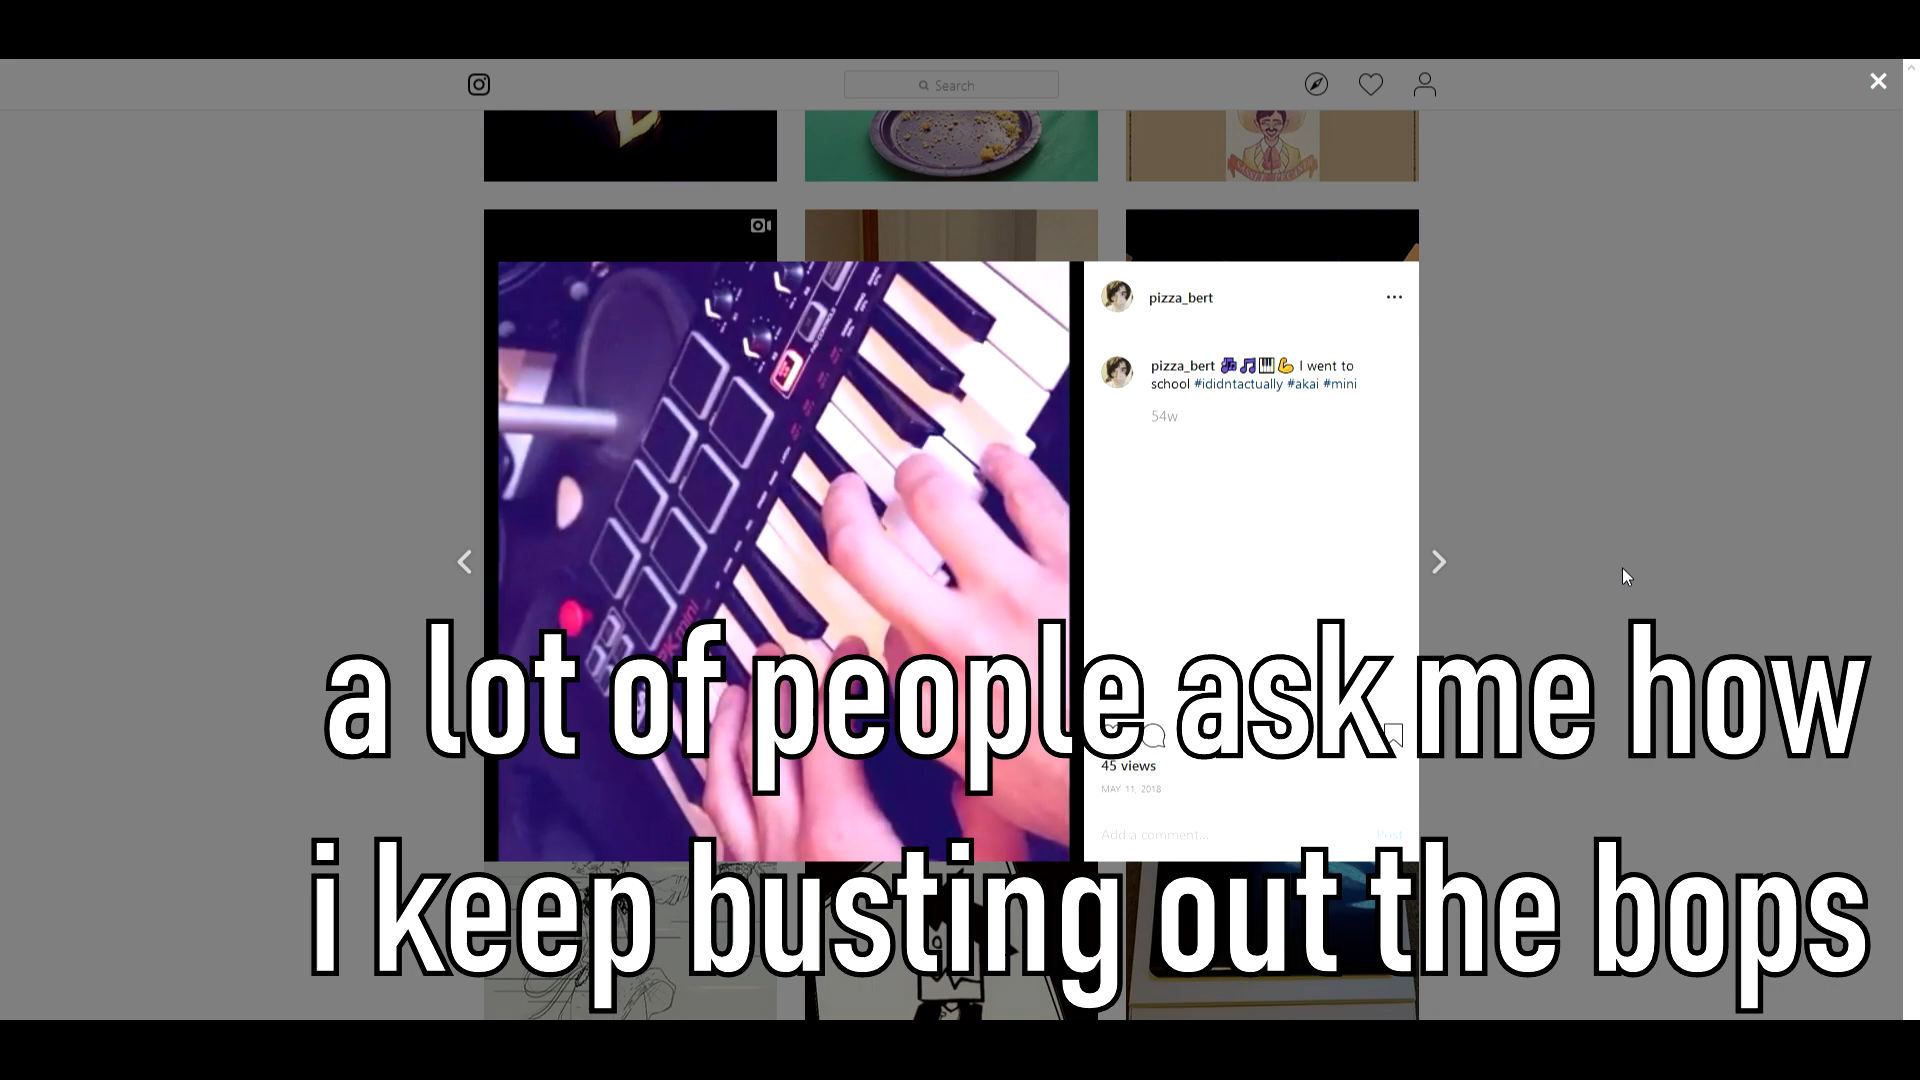 Search
pizza_bert
pizza_bert 🎶🎵🎹💪 I went to
school #ididntactually #akai #mini
54w
45 views
MAY 11, 2018
Add a comment...
Post
a lot of people ask me how
i keep busting out the bops